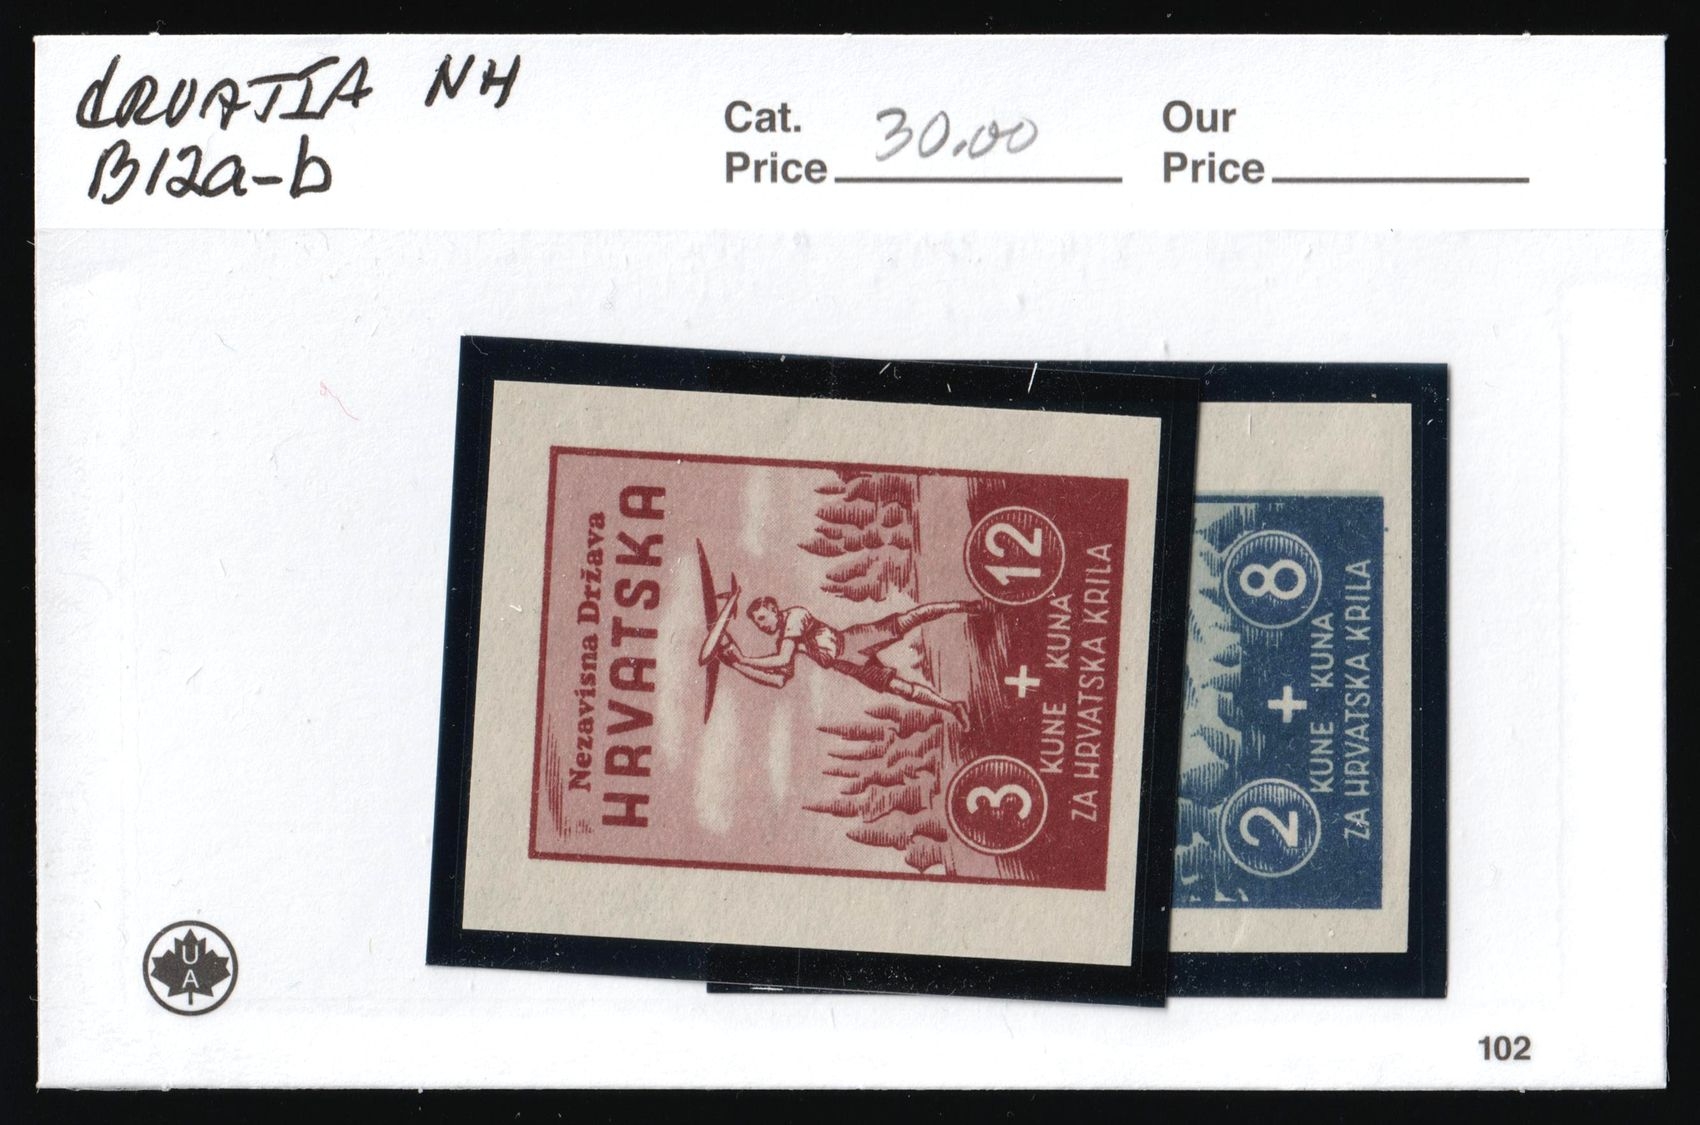 CROATIA NH
B12a-b
Cat.
Price 30.00
Our
Price
Nezavisna Država
HRVATSKA
3 + 12
KUNE KUNA
ZA HRVATSKA KRILA
2 + 8
KUNE KUNA
ZA HRVATSKA KRILA
U
A
102